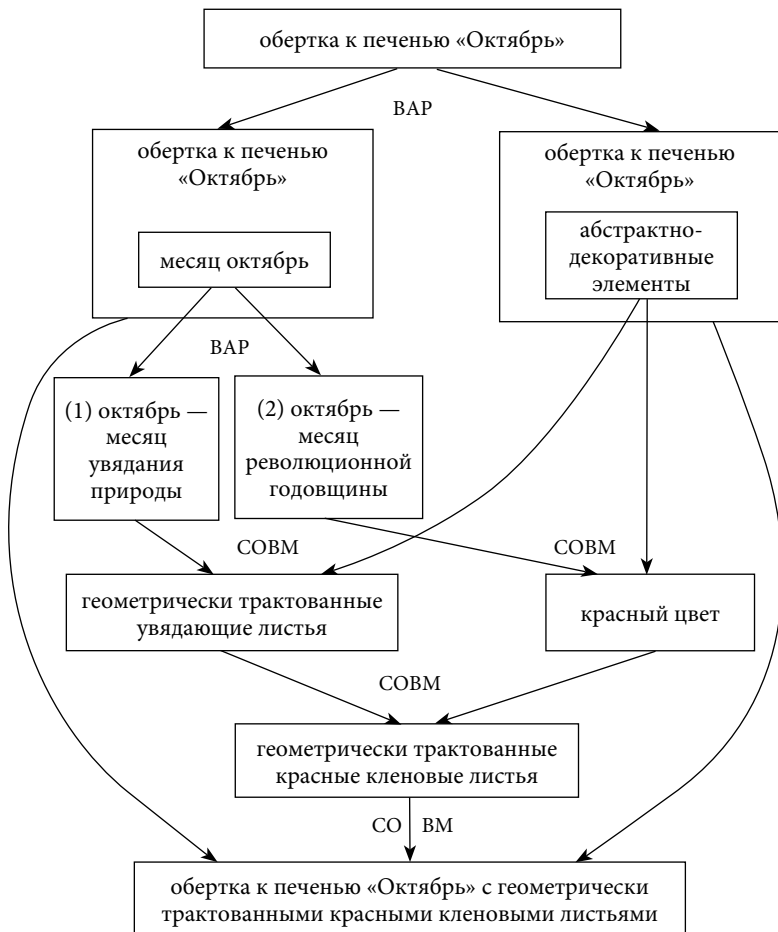 обертка к печенью «Октябрь»
ВАР
обертка к печенью
«Октябрь»
месяц октябрь
обертка к печенью
«Октябрь»
абстрактно-
декоративные
элементы
ВАР
(1) октябрь —
месяц
увядания
природы
(2) октябрь —
месяц
революционной
годовщины
СОВМ
СОВМ
геометрически трактованные
увядающие листья
красный цвет
СОВМ
геометрически трактованные
красные кленовые листья
СО ВМ
обертка к печенью «Октябрь» с геометрически
трактованными красными кленовыми листьями